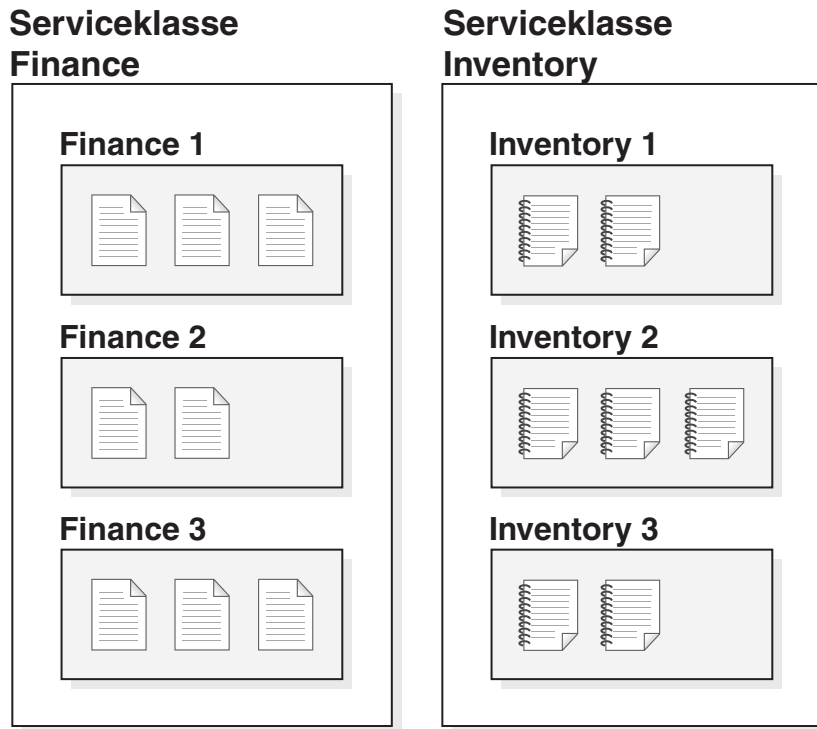 Serviceklasse
Finance
Finance 1
Finance 2
Finance 3
Serviceklasse
Inventory
Inventory 1
Inventory 2
Inventory 3